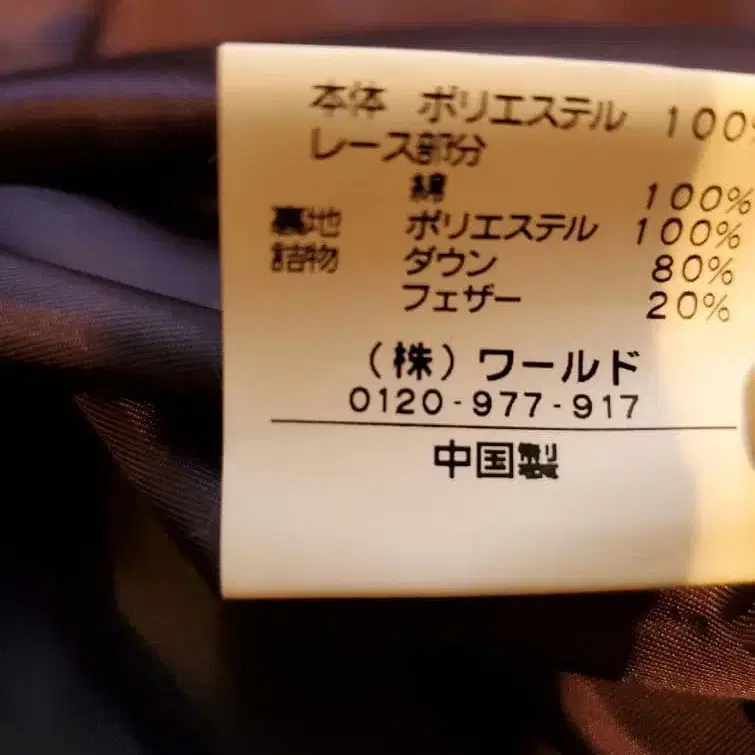 本体 ポリエステル 100%
レース部分
綿 100%
裏地 ポリエステル 100%
詰物 ダウン 80%
フェザー 20%
(株)ワールド
0120-977-917
中国製